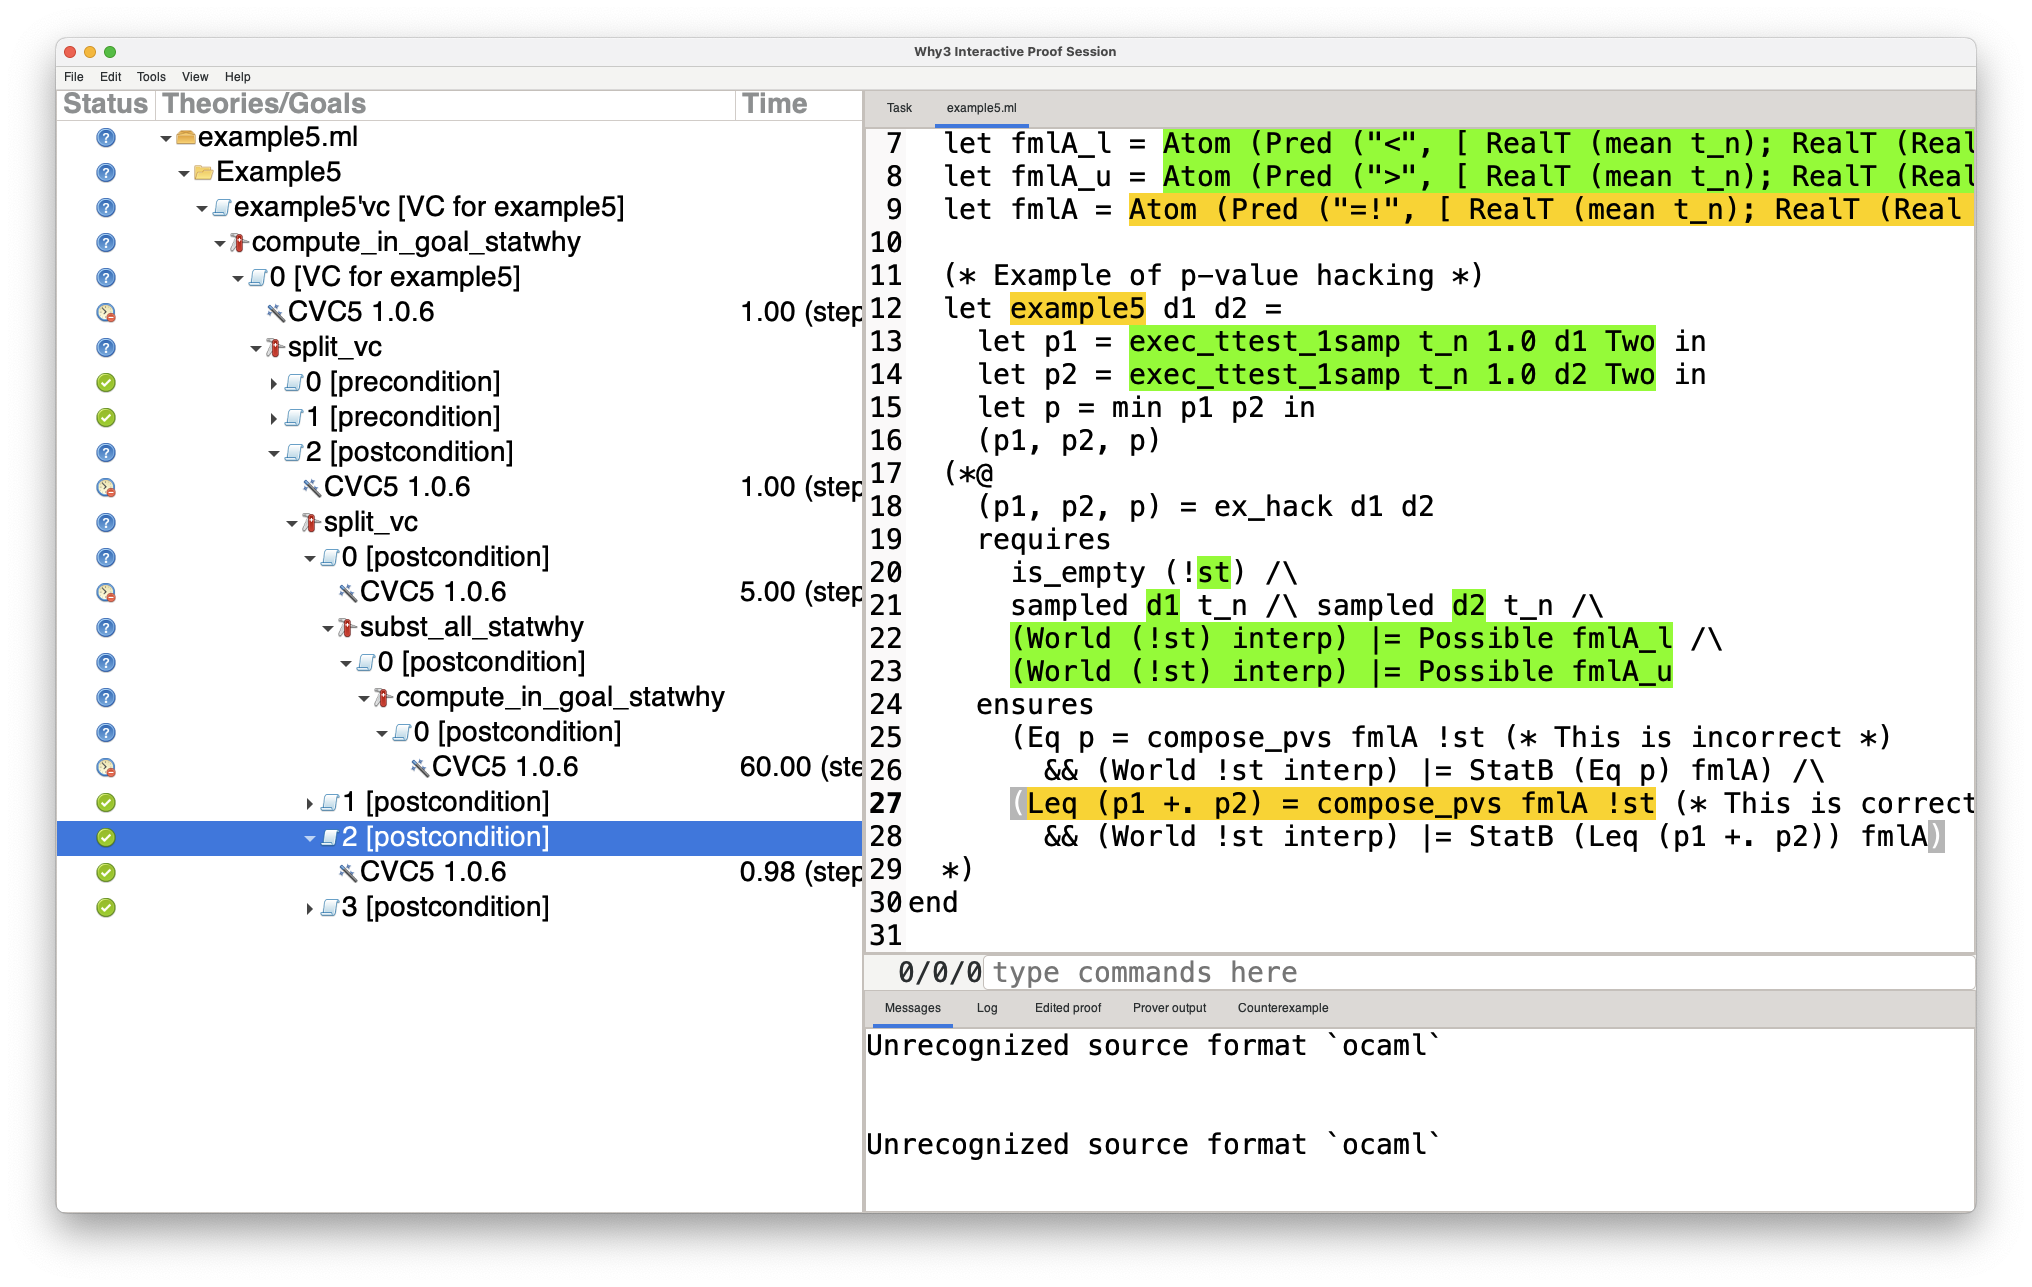 Why3 Interactive Proof Session
File Edit Tools View Help
Status Theories/Goals Time
example5.ml
Example5
example5'vc [VC for example5]
compute_in_goal_statwhy
0 [VC for example5]
CVC5 1.0.6 1.00 (step
split_vc
0 [precondition]
1 [precondition]
2 [postcondition]
CVC5 1.0.6 1.00 (step
split_vc
0 [postcondition]
CVC5 1.0.6 5.00 (step
subst_all_statwhy
0 [postcondition]
compute_in_goal_statwhy
0 [postcondition]
CVC5 1.0.6 60.00 (ste
1 [postcondition]
2 [postcondition]
CVC5 1.0.6 0.98 (step
3 [postcondition]
Task example5.ml
7 let fmlA_l = Atom (Pred ("<", [ RealT (mean t_n); RealT (Real
8 let fmlA_u = Atom (Pred (">", [ RealT (mean t_n); RealT (Real
9 let fmlA = Atom (Pred ("=!", [ RealT (mean t_n); RealT (Real
10
11 (* Example of p-value hacking *)
12 let example5 d1 d2 =
13 let p1 = exec_ttest_1samp t_n 1.0 d1 Two in
14 let p2 = exec_ttest_1samp t_n 1.0 d2 Two in
15 let p = min p1 p2 in
16 (p1, p2, p)
17 (*@
18 (p1, p2, p) = ex_hack d1 d2
19 requires
20 is_empty (!st) /\
21 sampled d1 t_n /\ sampled d2 t_n /\
22 (World (!st) interp) |= Possible fmlA_l /\
23 (World (!st) interp) |= Possible fmlA_u
24 ensures
25 (Eq p = compose_pvs fmlA !st (* This is incorrect *)
26 && (World !st interp) |= StatB (Eq p) fmlA) /\
27 (Leq (p1 +. p2) = compose_pvs fmlA !st (* This is correct
28 && (World !st interp) |= StatB (Leq (p1 +. p2)) fmlA)
29 *)
30 end
31
0/0/0 type commands here
Messages Log Edited proof Prover output Counterexample
Unrecognized source format `ocaml`
Unrecognized source format `ocaml`